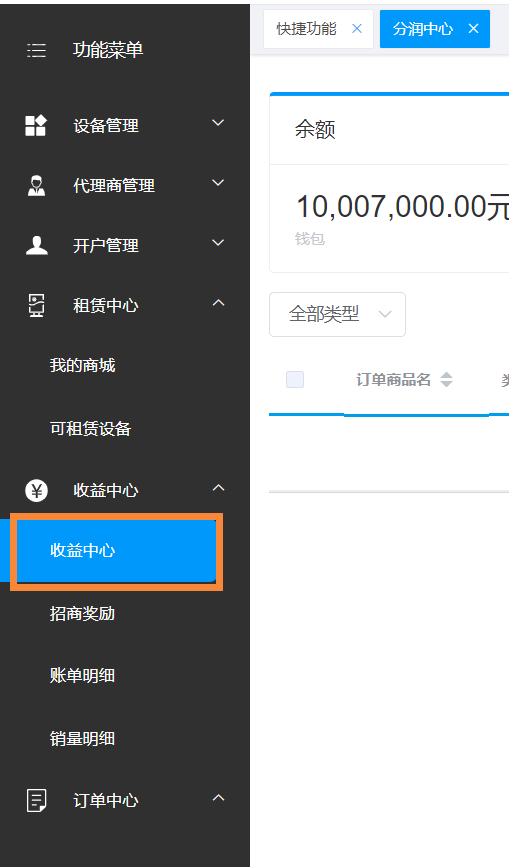 功能菜单
设备管理
代理商管理
开户管理
租赁中心
我的商城
可租赁设备
收益中心
收益中心
招商奖励
账单明细
销量明细
订单中心
快捷功能
分润中心
余额
10,007,000.00元
钱包
全部类型
订单商品名